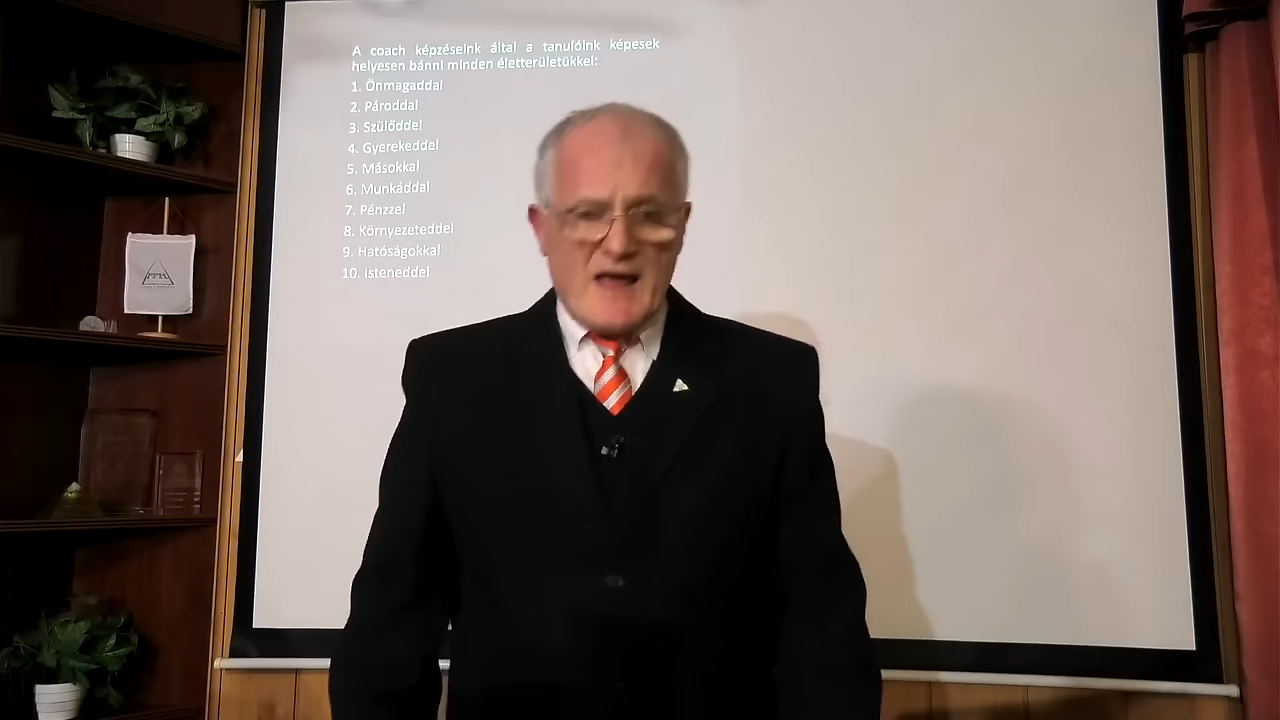 A coach képzéseink által a tanulóink képesek
helyesen bánni minden életterületükkel:
1. Önmagaddal
2. Pároddal
3. Szülőddel
4. Gyerekeddel
5. Másokkal
6. Munkáddal
7. Pénzzel
8. Környezeteddel
9. Hatóságokkal
10. Isteneddel